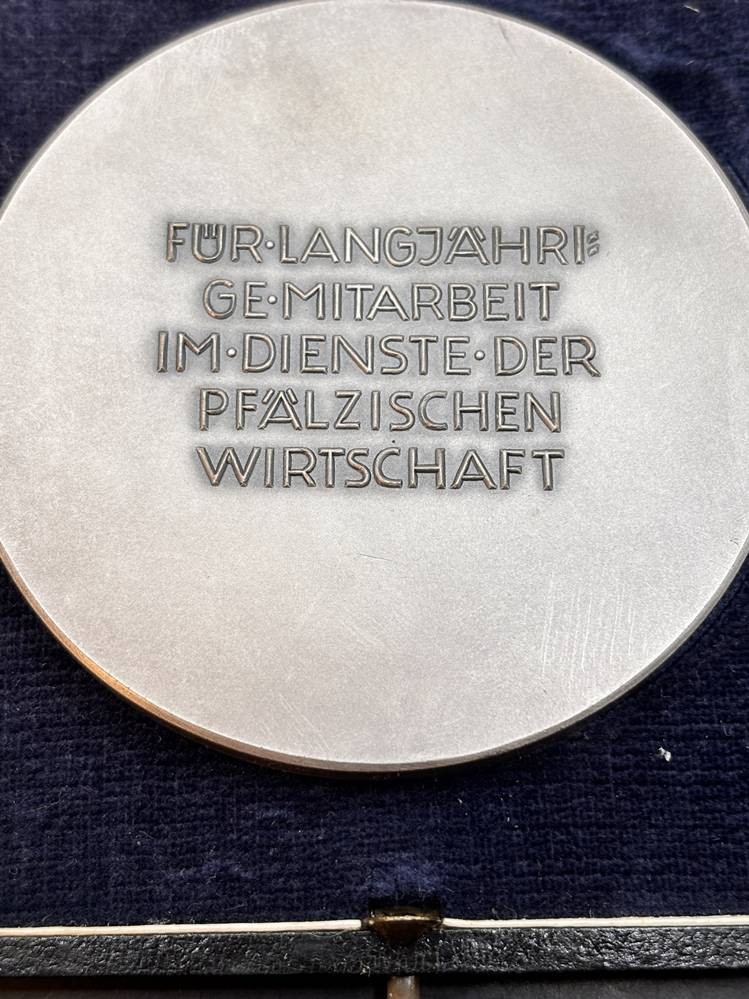 FÜR·LANGJÄHRI=
GE·MITARBEIT
IM·DIENSTE·DER
PFÄLZISCHEN
WIRTSCHAFT